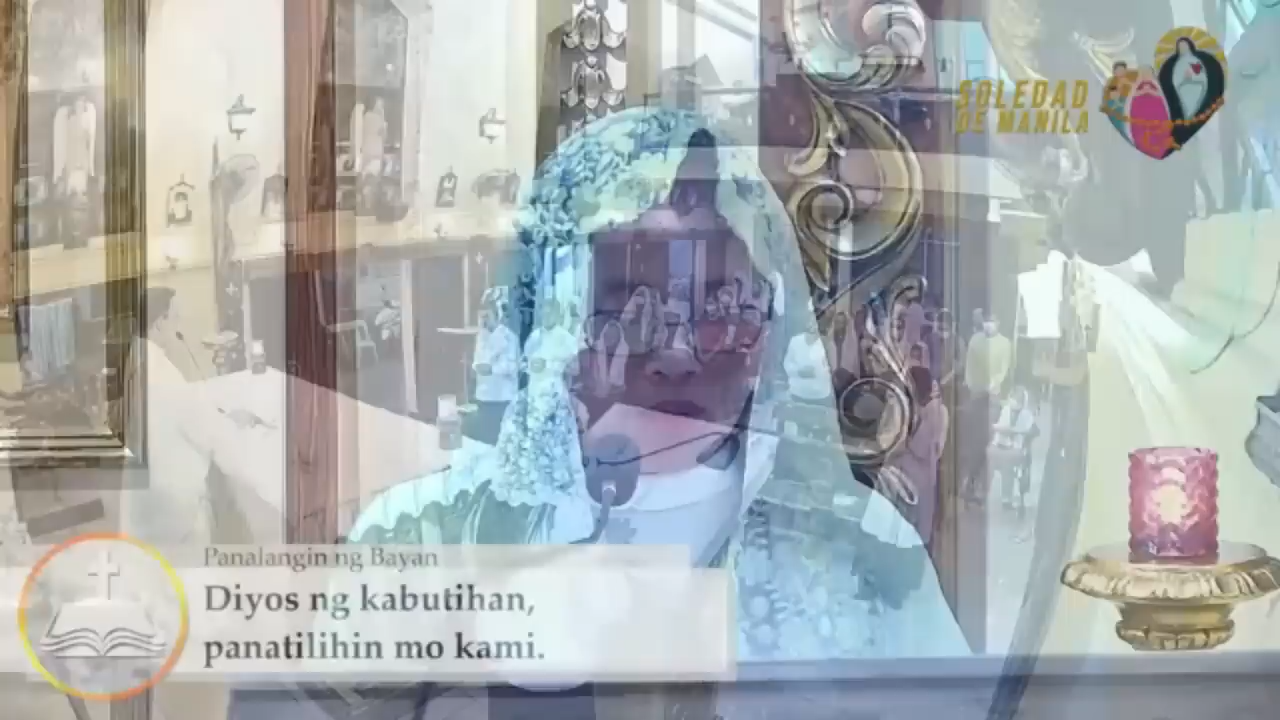 SOLEDAD
DE MANILA
Panalangin ng Bayan
Diyos ng kabutihan,
panatilihin mo kami.